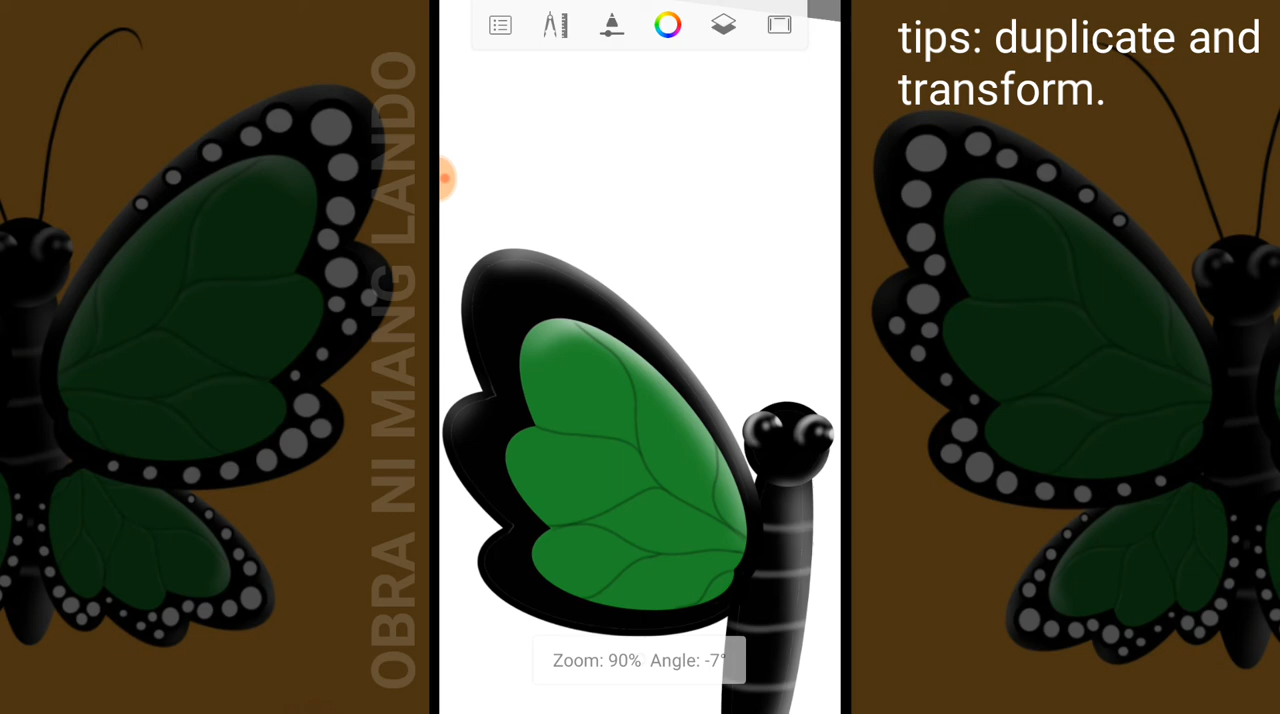 OBRA NI MANG LANDO
tips: duplicate and
transform.
Zoom: 90% Angle: -7°